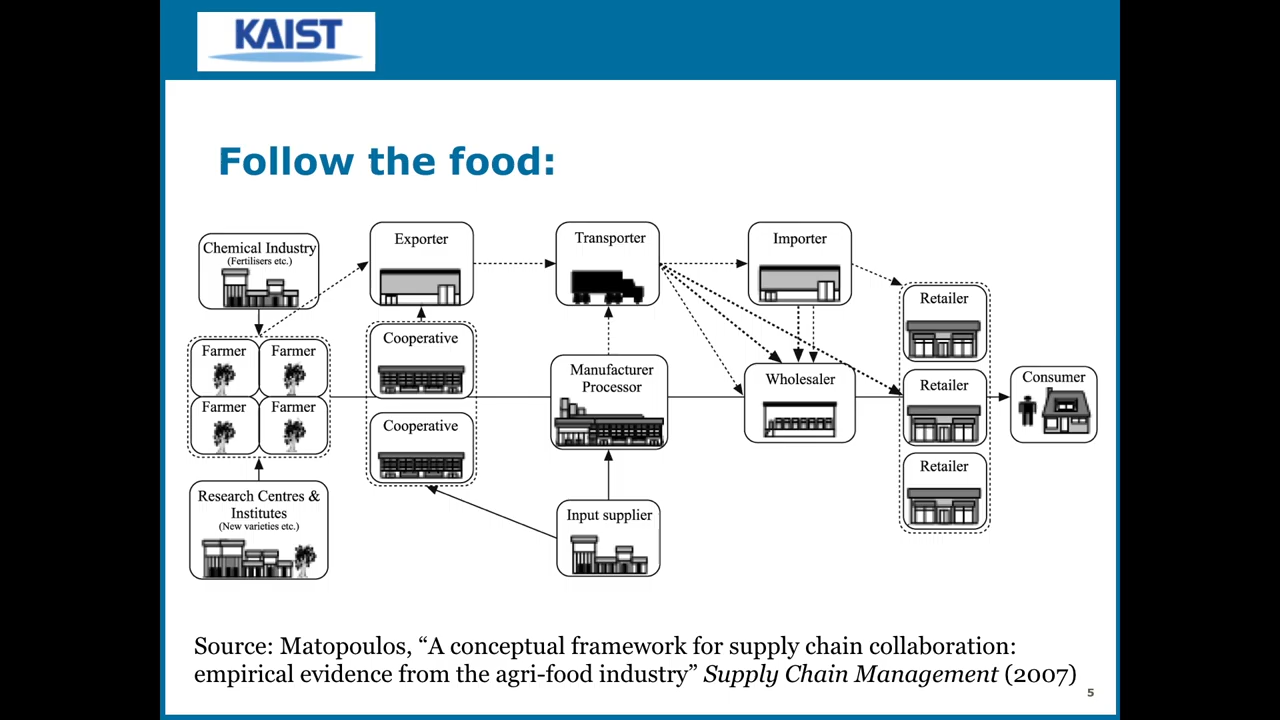 KAIST
Follow the food:
Chemical Industry
(Fertilisers etc.)
Exporter
Transporter
Importer
Retailer
Farmer
Farmer
Farmer
Farmer
Cooperative
Cooperative
Manufacturer
Processor
Wholesaler
Retailer
Consumer
Retailer
Research Centres &
Institutes
(New varieties etc.)
Input supplier
Source: Matopoulos, “A conceptual framework for supply chain collaboration:
empirical evidence from the agri-food industry” Supply Chain Management (2007)
5